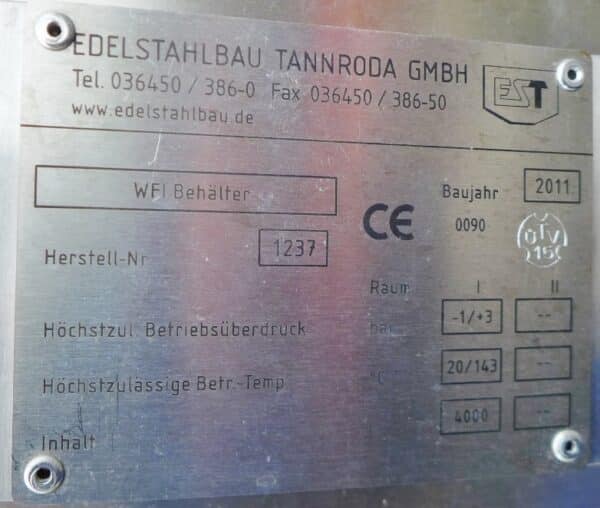 EDELSTAHLBAU TANNRODA GMBH EST
Tel. 036450 / 386-0 Fax 036450 / 386-50
www.edelstahlbau.de
WFI Behälter CE Baujahr 2011
0090 TÜV 15
Herstell-Nr 1237
Raum I II
Höchstzul. Betriebsüberdruck bar -1/+3 --
Höchstzulässige Betr.-Temp °C 20/143 --
Inhalt 4000 --